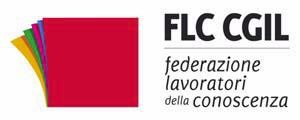 FLC CGIL
federazione
lavoratori
della conoscenza